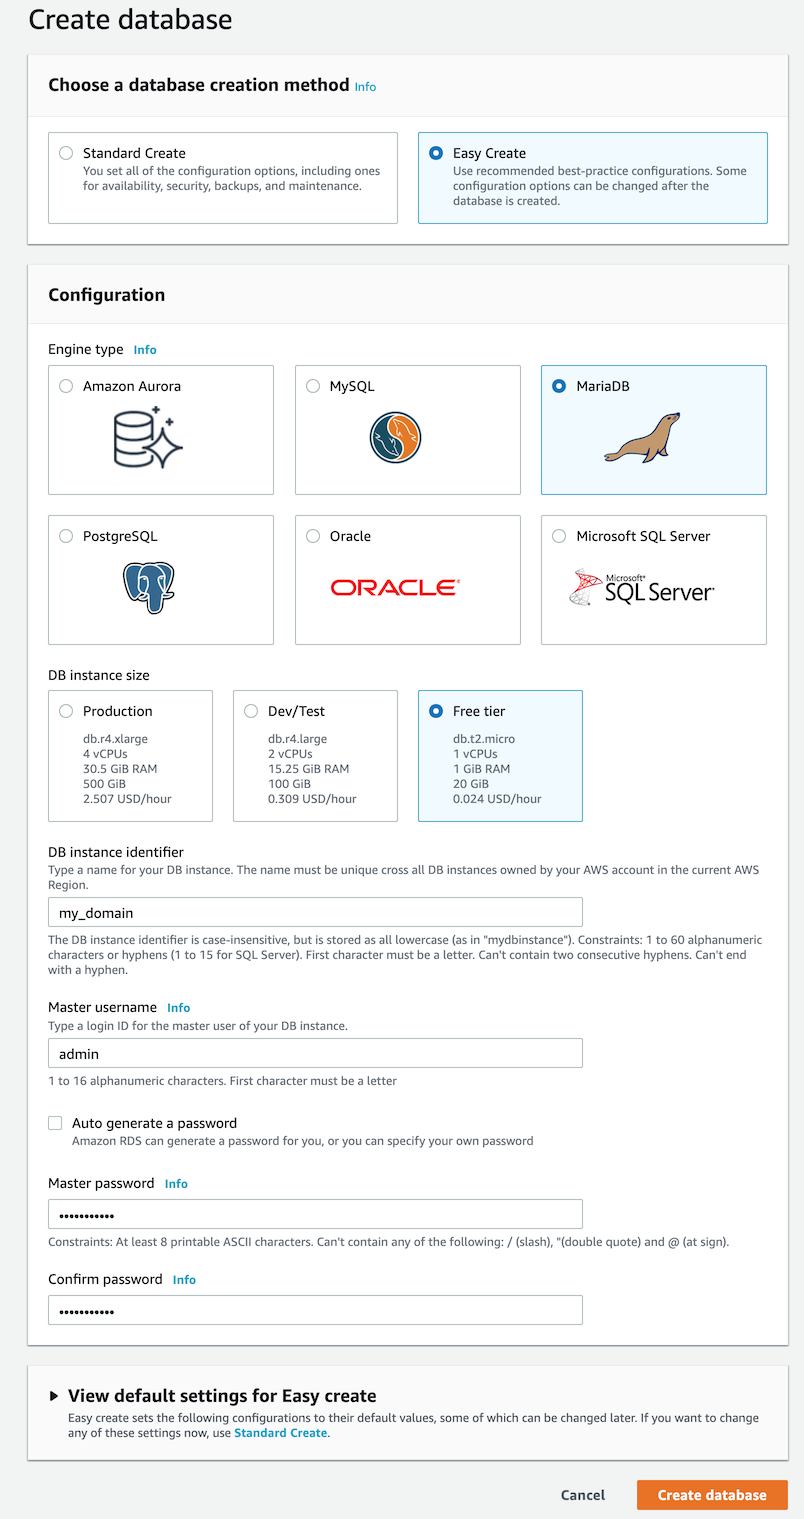 Create database
Choose a database creation method Info
Standard Create
You set all of the configuration options, including ones
for availability, security, backups, and maintenance.
Easy Create
Use recommended best-practice configurations. Some
configuration options can be changed after the
database is created.
Configuration
Engine type Info
Amazon Aurora
MySQL
MariaDB
PostgreSQL
Oracle
ORACLE
Microsoft SQL Server
Microsoft
SQL Server
DB instance size
Production
db.r4.xlarge
4 vCPUs
30.5 GiB RAM
500 GiB
2.507 USD/hour
Dev/Test
db.r4.large
2 vCPUs
15.25 GiB RAM
100 GiB
0.309 USD/hour
Free tier
db.t2.micro
1 vCPUs
1 GiB RAM
20 GiB
0.024 USD/hour
DB instance identifier
Type a name for your DB instance. The name must be unique cross all DB instances owned by your AWS account in the current AWS
Region.
my_domain
The DB instance identifier is case-insensitive, but is stored as all lowercase (as in "mydbinstance"). Constraints: 1 to 60 alphanumeric
characters or hyphens (1 to 15 for SQL Server). First character must be a letter. Can't contain two consecutive hyphens. Can't end
with a hyphen.
Master username Info
Type a login ID for the master user of your DB instance.
admin
1 to 16 alphanumeric characters. First character must be a letter
Auto generate a password
Amazon RDS can generate a password for you, or you can specify your own password
Master password Info
•••••••••••
Constraints: At least 8 printable ASCII characters. Can't contain any of the following: / (slash), "(double quote) and @ (at sign).
Confirm password Info
•••••••••••
View default settings for Easy create
Easy create sets the following configurations to their default values, some of which can be changed later. If you want to change
any of these settings now, use Standard Create.
Cancel
Create database